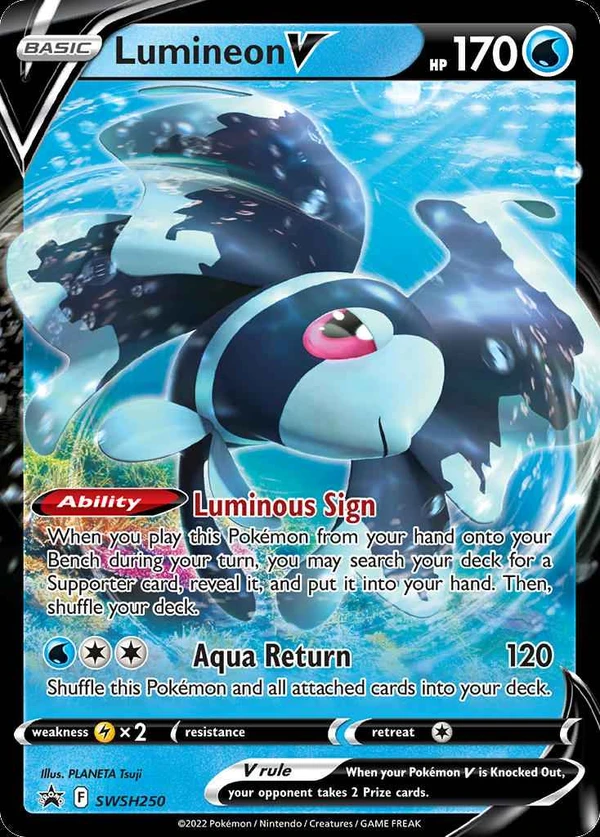 BASIC Lumineon V HP 170
Ability Luminous Sign
When you play this Pokémon from your hand onto your
Bench during your turn, you may search your deck for a
Supporter card, reveal it, and put it into your hand. Then,
shuffle your deck.
Aqua Return 120
Shuffle this Pokémon and all attached cards into your deck.
weakness ×2 resistance retreat
Illus. PLANETA Tsuji
V rule When your Pokémon V is Knocked Out,
your opponent takes 2 Prize cards.
F SWSH250
©2022 Pokémon / Nintendo / Creatures / GAME FREAK